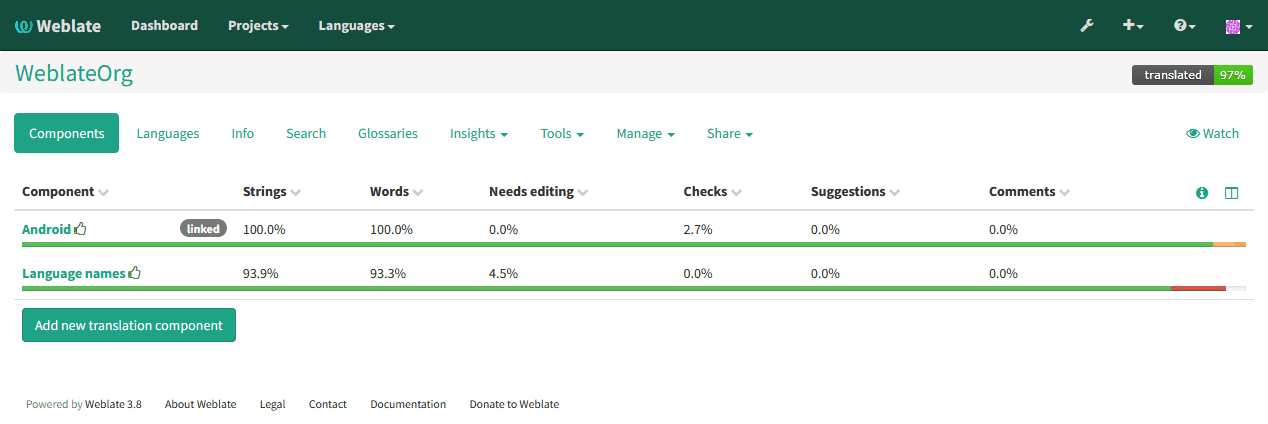 Weblate Dashboard Projects Languages
WeblateOrg translated 97%
Components Languages Info Search Glossaries Insights Tools Manage Share Watch
Component Strings Words Needs editing Checks Suggestions Comments
Android linked 100.0% 100.0% 0.0% 2.7% 0.0% 0.0%
Language names 93.9% 93.3% 4.5% 0.0% 0.0% 0.0%
Add new translation component
Powered by Weblate 3.8 About Weblate Legal Contact Documentation Donate to Weblate